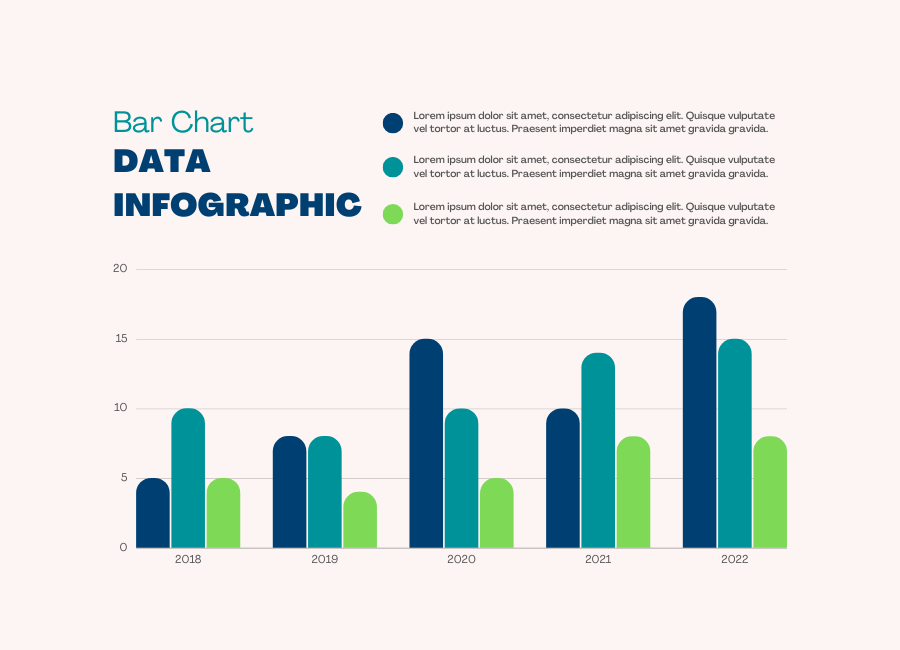 Bar Chart
DATA
INFOGRAPHIC
Lorem ipsum dolor sit amet, consectetur adipiscing elit. Quisque vulputate
vel tortor at luctus. Praesent imperdiet magna sit amet gravida gravida.
Lorem ipsum dolor sit amet, consectetur adipiscing elit. Quisque vulputate
vel tortor at luctus. Praesent imperdiet magna sit amet gravida gravida.
Lorem ipsum dolor sit amet, consectetur adipiscing elit. Quisque vulputate
vel tortor at luctus. Praesent imperdiet magna sit amet gravida gravida.
20
15
10
5
0
2018 2019 2020 2021 2022